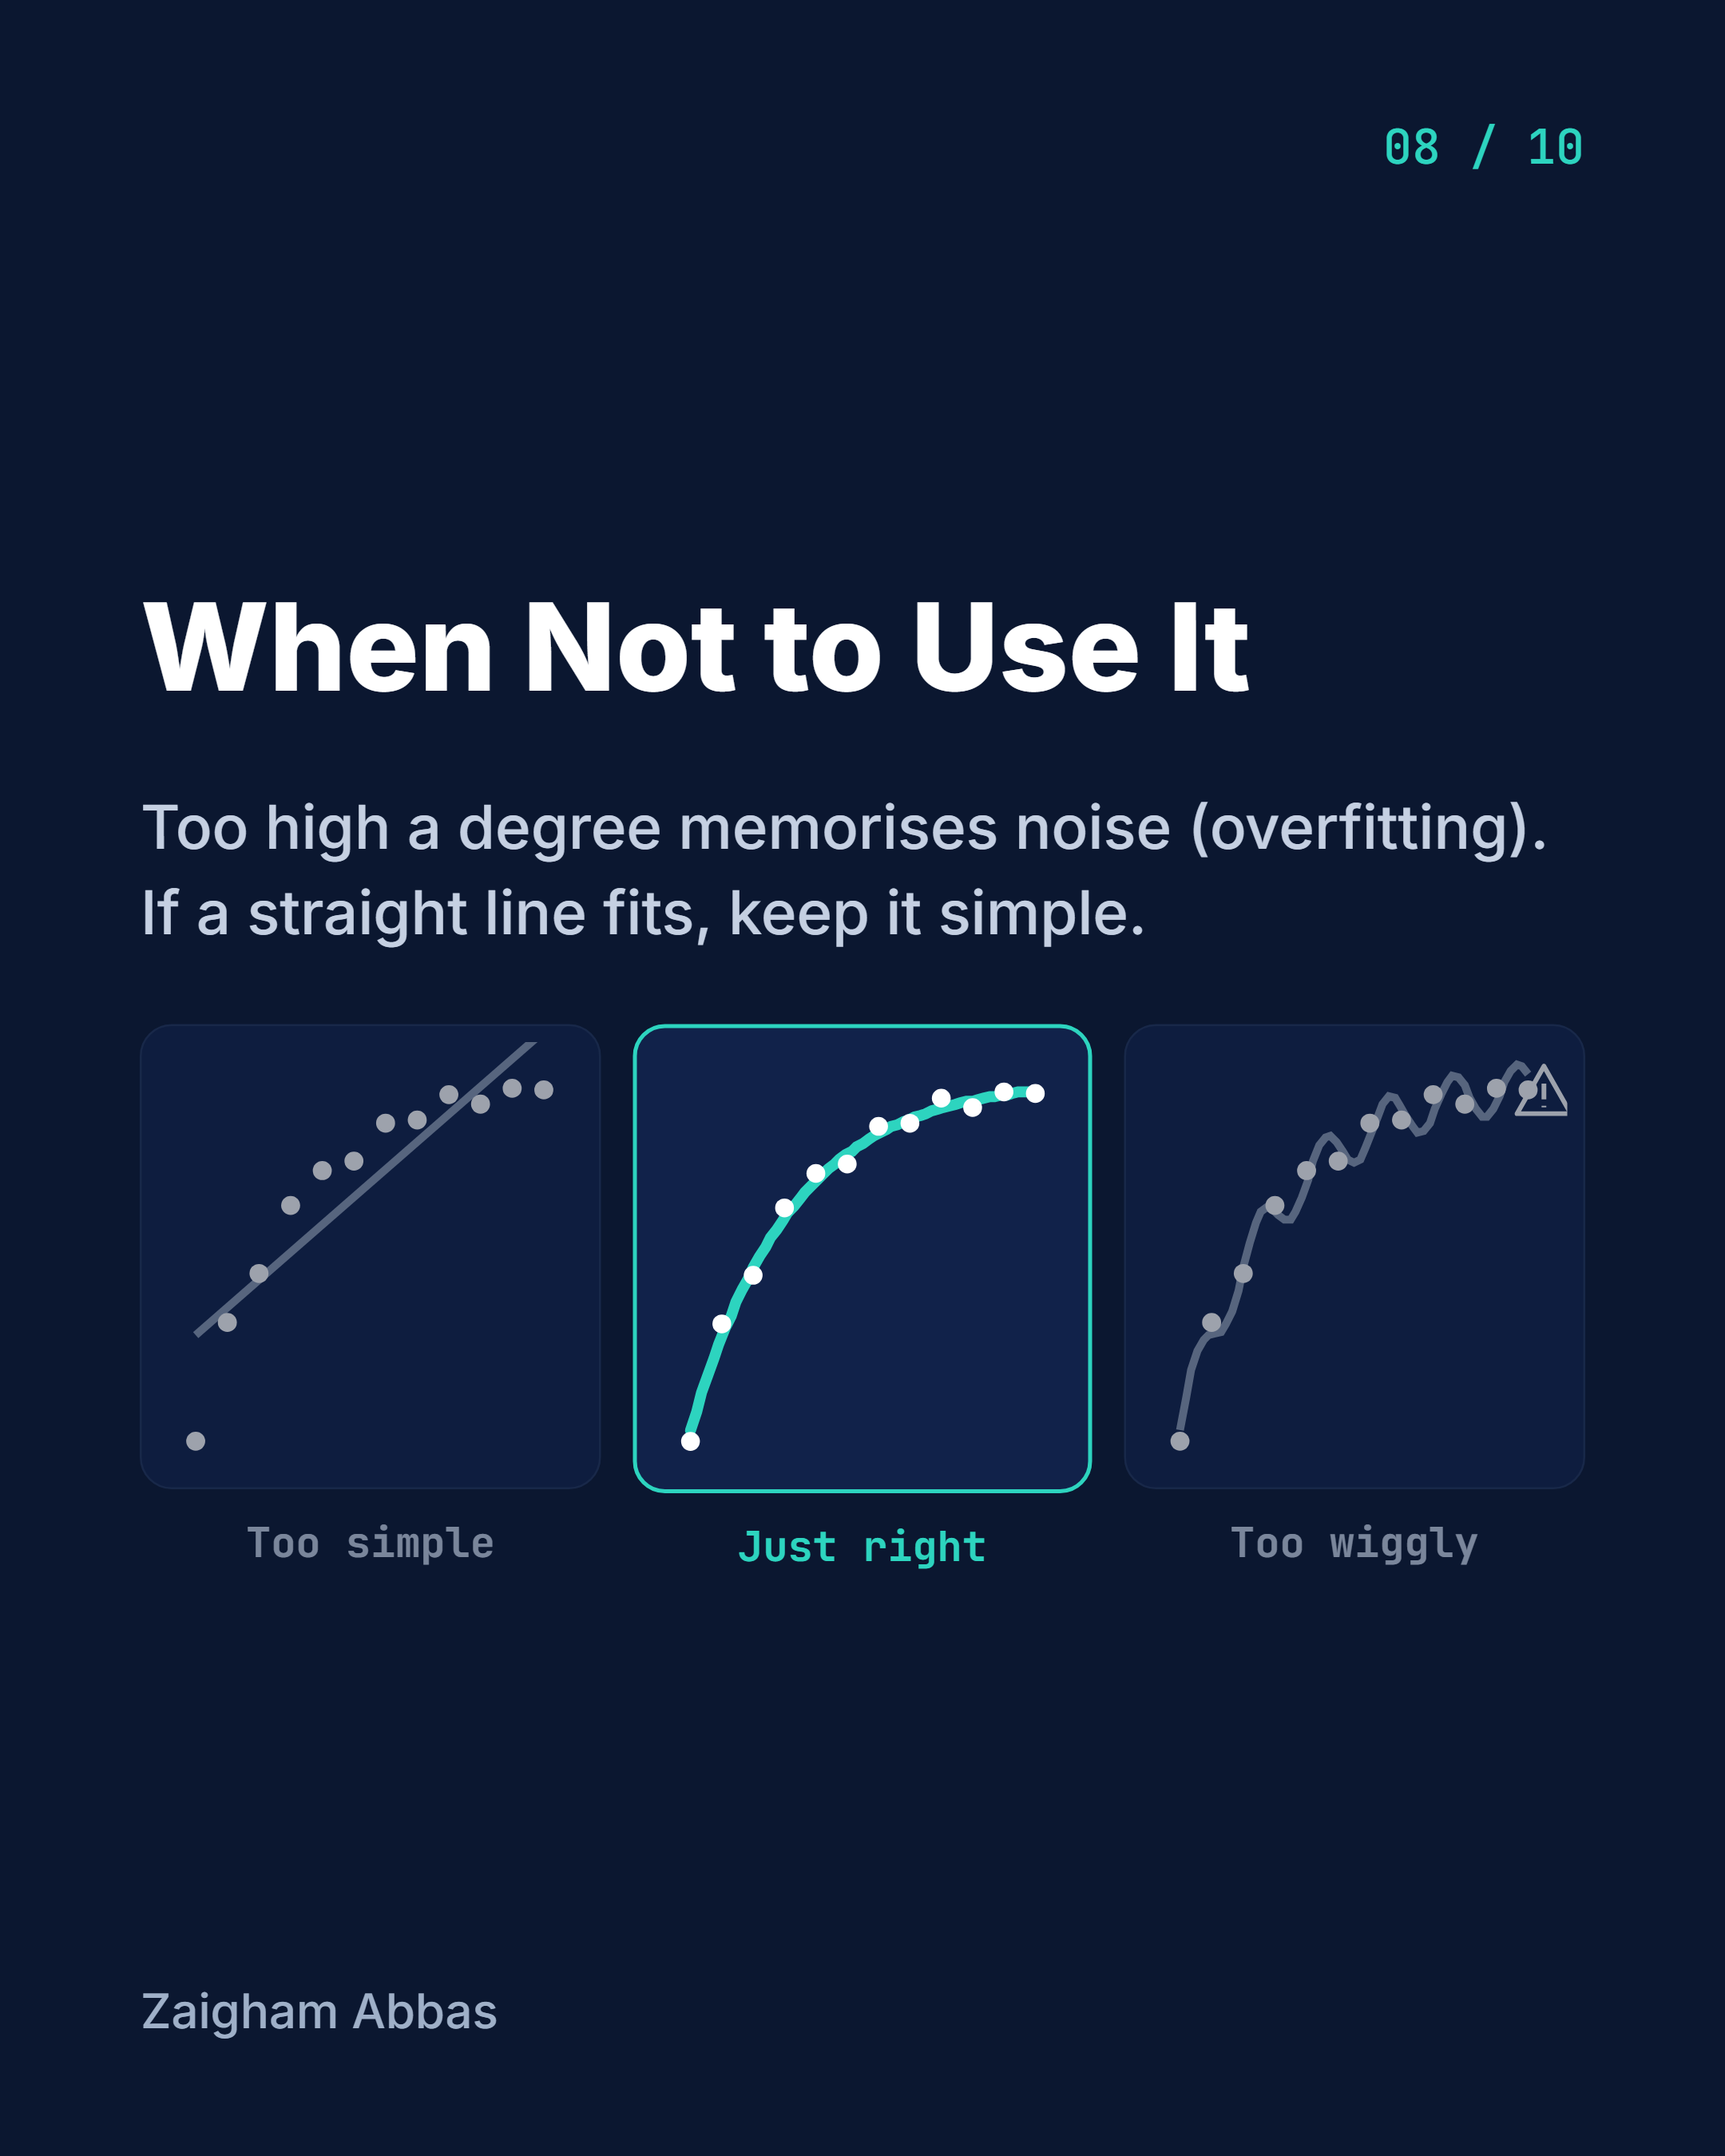 08 / 10
When Not to Use It
Too high a degree memorises noise (overfitting).
If a straight line fits, keep it simple.
Too simple
Just right
Too wiggly
Zaigham Abbas